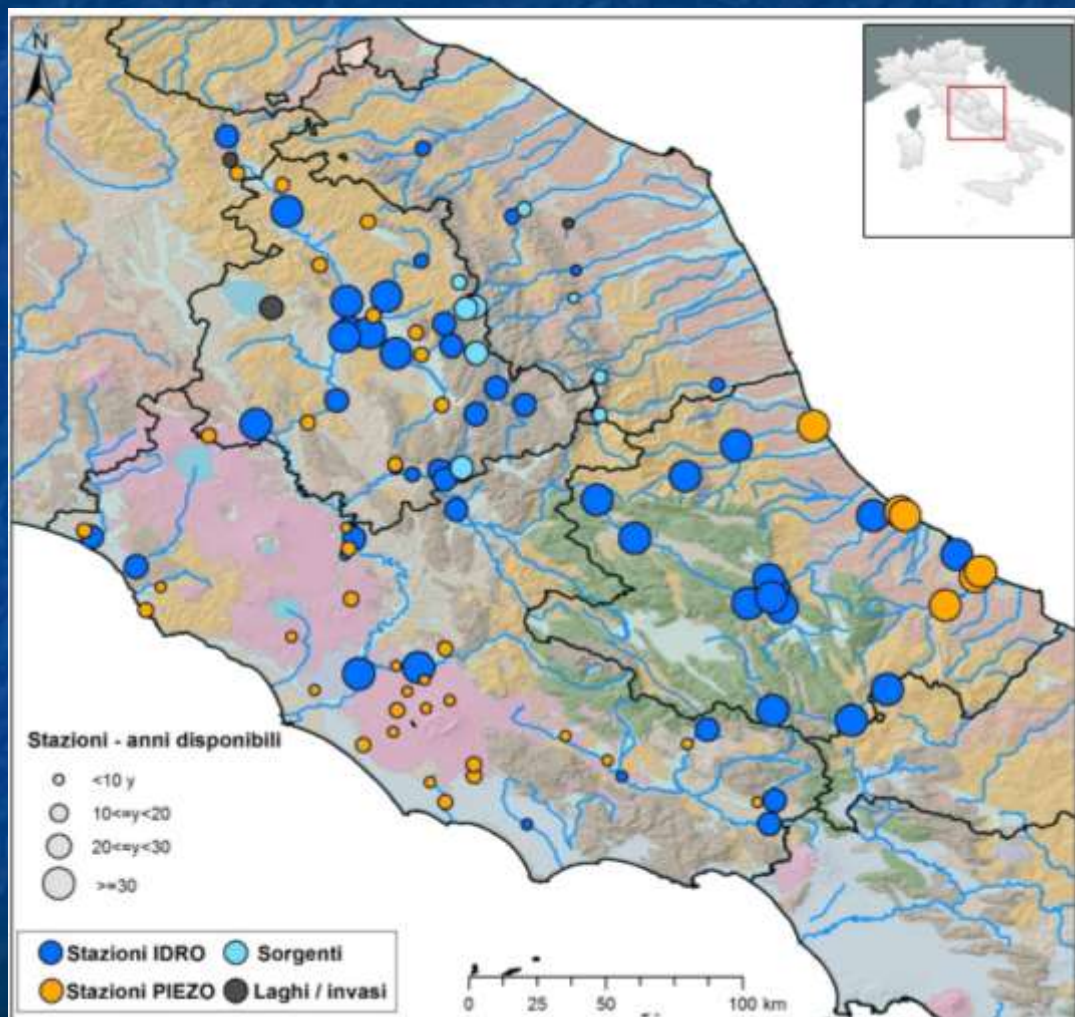 N
Stazioni - anni disponibili
<10 y
10<=y<20
20<=y<30
>=30
Stazioni IDRO
Sorgenti
Stazioni PIEZO
Laghi / invasi
0 25 50 100 km